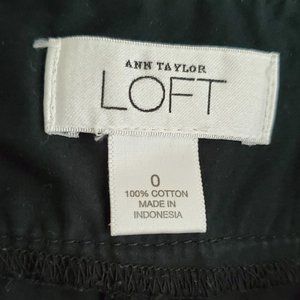 ANN TAYLOR
LOFT
0
100% COTTON
MADE IN
INDONESIA